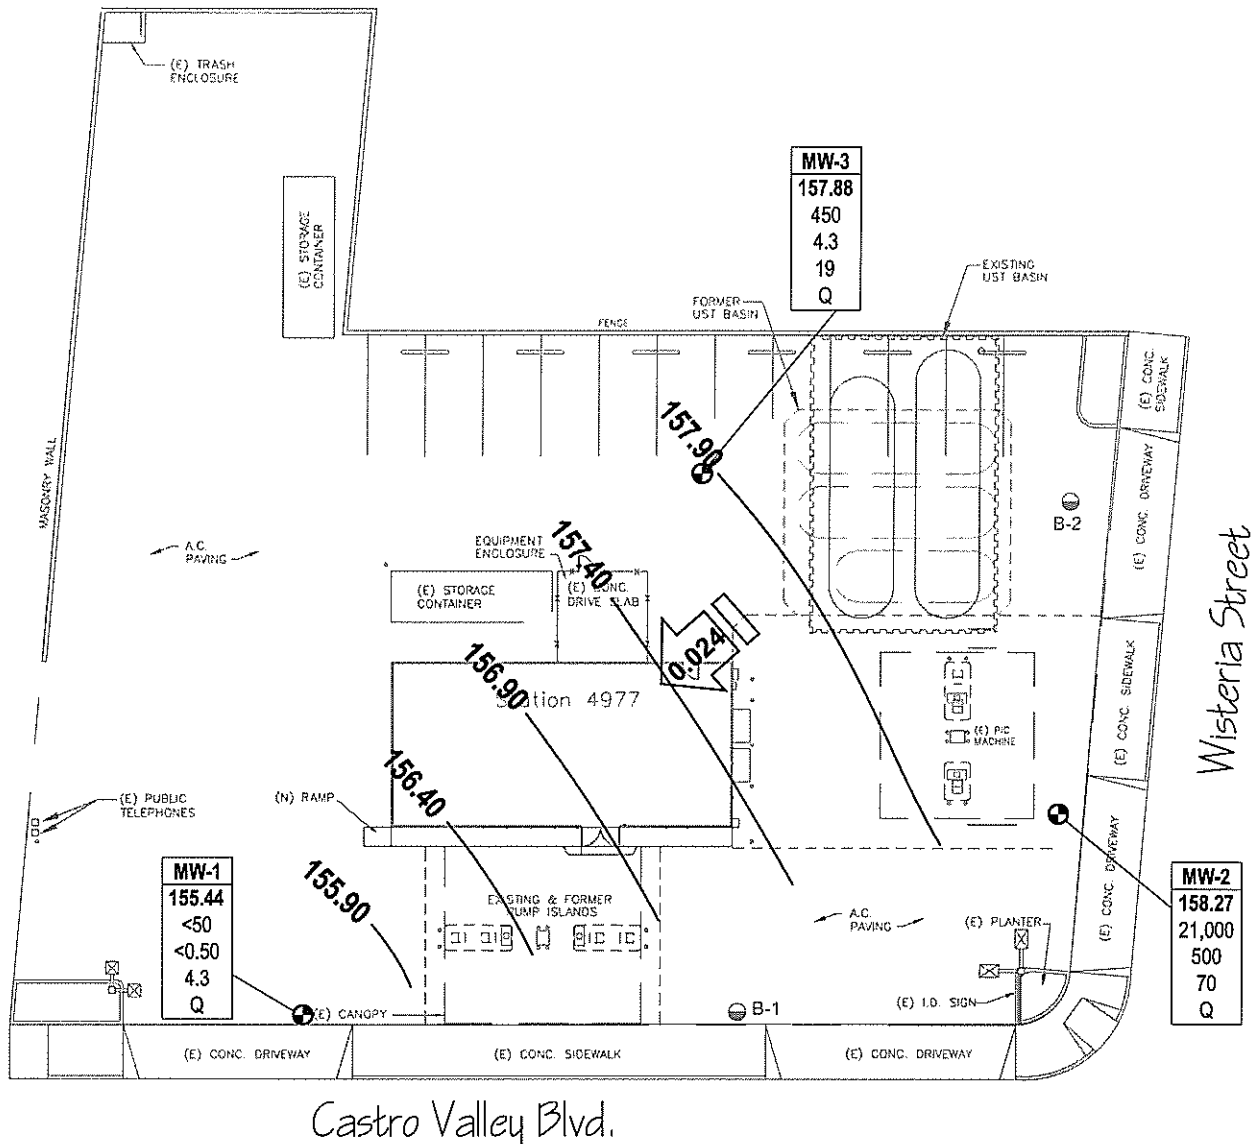 (E) TRASH
ENCLOSURE
(E) STORAGE
CONTAINER
MW-3
157.88
450
4.3
19
Q
EXISTING
UST BASIN
FORMER
UST BASIN
FENCE
(E) CONC.
SIDEWALK
157.90
MASONRY WALL
A.C.
PAVING
EQUIPMENT
ENCLOSURE
157.40
(E) STORAGE
CONTAINER
(E) CONC.
DRIVE SLAB
B-2
(E) CONC. DRIVEWAY
Wisteria Street
0.024
156.90
Station 4977
(E) CONC. SIDEWALK
(E) PIC
MACHINE
156.40
(E) PUBLIC
TELEPHONES
(N) RAMP
(E) CONC. DRIVEWAY
MW-1
155.44
<50
<0.50
4.3
Q
155.90
EXISTING & FORMER
PUMP ISLANDS
A.C.
PAVING
(E) PLANTER
MW-2
158.27
21,000
500
70
Q
(E) CANOPY
B-1
(E) I.D. SIGN
(E) CONC. DRIVEWAY
(E) CONC. SIDEWALK
(E) CONC. DRIVEWAY
Castro Valley Blvd.